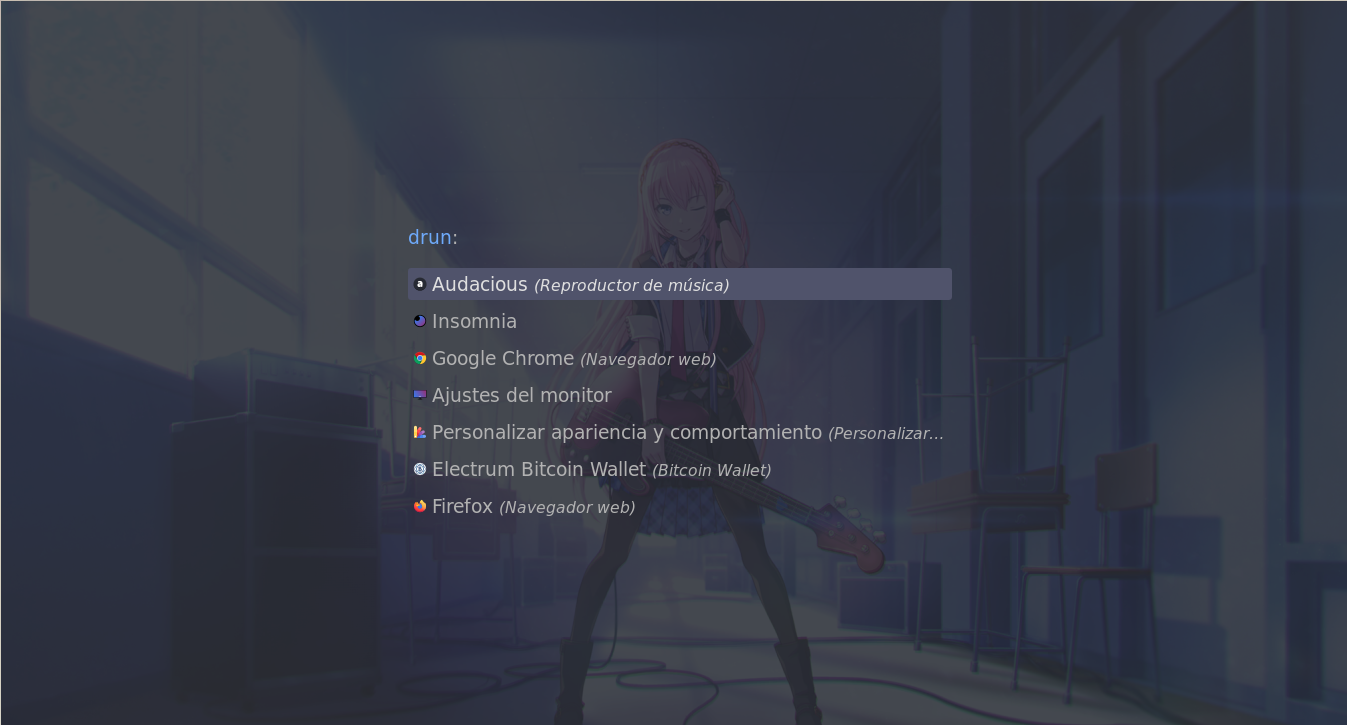 drun:
Audacious (Reproductor de música)
Insomnia
Google Chrome (Navegador web)
Ajustes del monitor
Personalizar apariencia y comportamiento (Personalizar…
Electrum Bitcoin Wallet (Bitcoin Wallet)
Firefox (Navegador web)